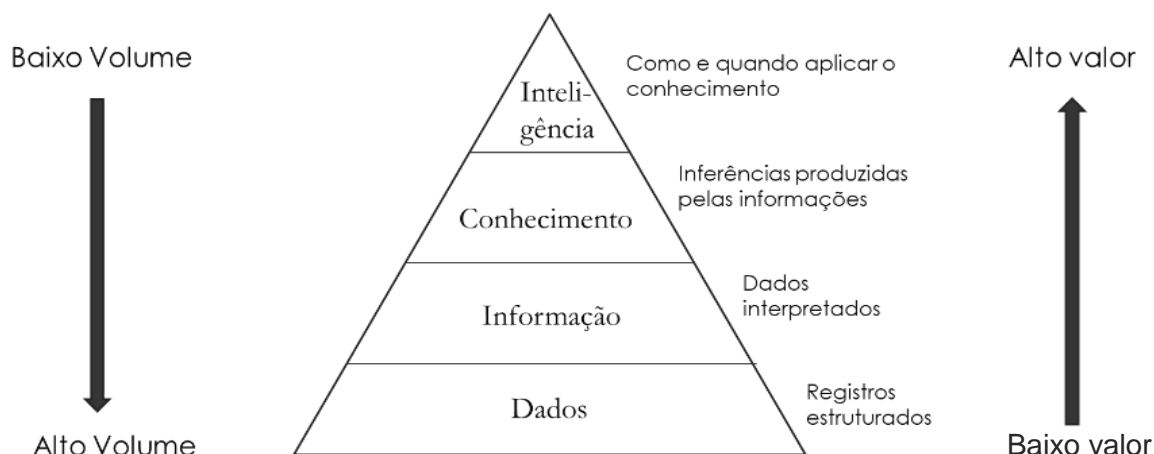 Baixo Volume
Alto valor
Como e quando aplicar o
conhecimento
Inteli-
gência
Inferências produzidas
pelas informações
Conhecimento
Dados
interpretados
Informação
Registros
estruturados
Dados
Alto Volume
Baixo valor